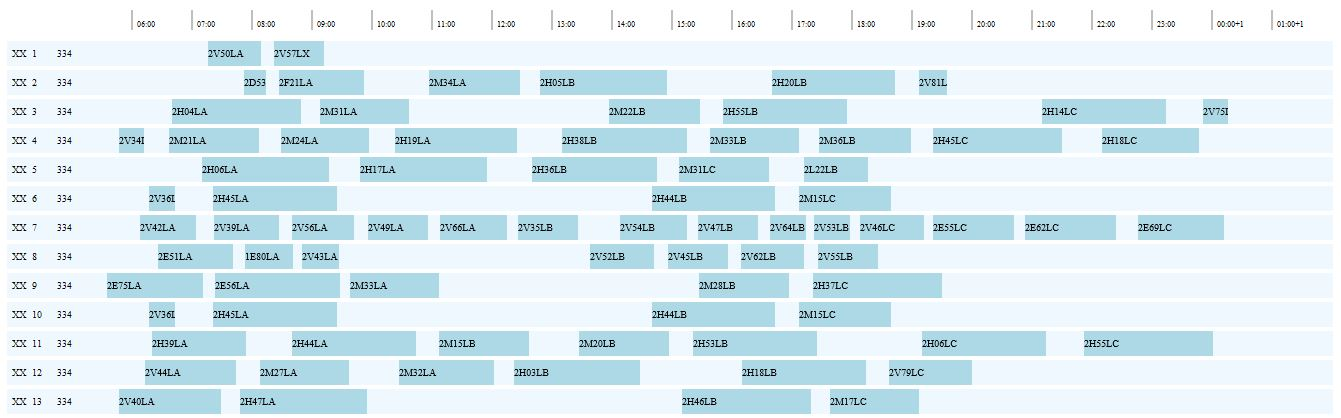 06:00 07:00 08:00 09:00 10:00 11:00 12:00 13:00 14:00 15:00 16:00 17:00 18:00 19:00 20:00 21:00 22:00 23:00 00:00+1 01:00+1
XX 1 334 2V50LA 2V57LX
XX 2 334 2D53 2F21LA 2M34LA 2H05LB 2H20LB 2V81L
XX 3 334 2H04LA 2M31LA 2M22LB 2H55LB 2H14LC 2V75I
XX 4 334 2V34I 2M21LA 2M24LA 2H19LA 2H38LB 2M33LB 2M36LB 2H45LC 2H18LC
XX 5 334 2H06LA 2H17LA 2H36LB 2M31LC 2L22LB
XX 6 334 2V36I 2H45LA 2H44LB 2M15LC
XX 7 334 2V42LA 2V39LA 2V56LA 2V49LA 2V66LA 2V35LB 2V54LB 2V47LB 2V64LB 2V53LB 2V46LC 2E55LC 2E62LC 2E69LC
XX 8 334 2E51LA 1E80LA 2V43LA 2V52LB 2V45LB 2V62LB 2V55LB
XX 9 334 2E75LA 2E56LA 2M33LA 2M28LB 2H37LC
XX 10 334 2V36I 2H45LA 2H44LB 2M15LC
XX 11 334 2H39LA 2H44LA 2M15LB 2M20LB 2H53LB 2H06LC 2H55LC
XX 12 334 2V44LA 2M27LA 2M32LA 2H03LB 2H18LB 2V79LC
XX 13 334 2V40LA 2H47LA 2H46LB 2M17LC